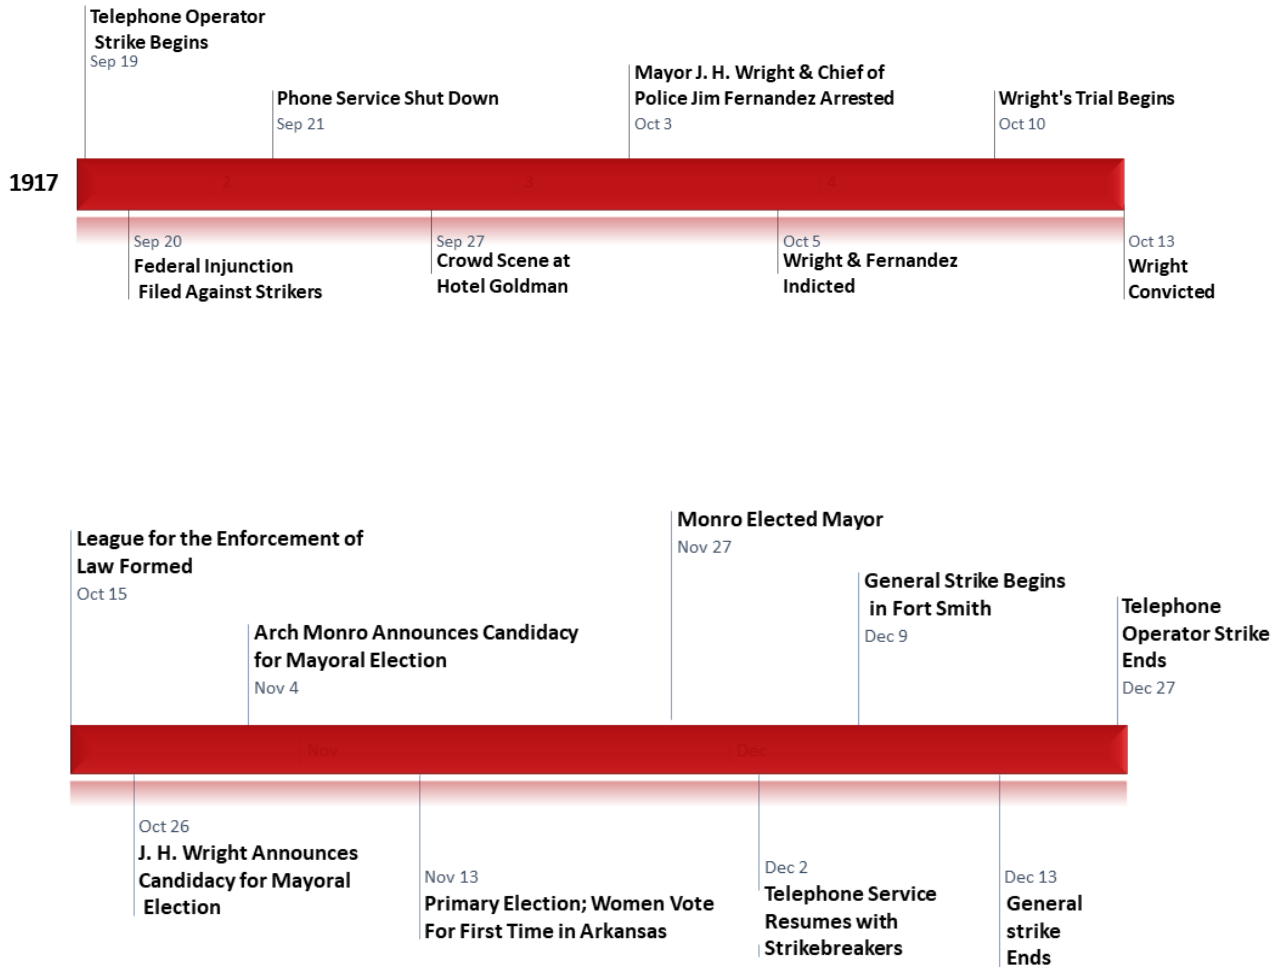 Telephone Operator
Strike Begins
Sep 19
Phone Service Shut Down
Sep 21
Mayor J. H. Wright & Chief of
Police Jim Fernandez Arrested
Oct 3
Wright's Trial Begins
Oct 10
1917
2
3
4
Sep 20
Federal Injunction
Filed Against Strikers
Sep 27
Crowd Scene at
Hotel Goldman
Oct 5
Wright & Fernandez
Indicted
Oct 13
Wright
Convicted
League for the Enforcement of
Law Formed
Oct 15
Arch Monro Announces Candidacy
for Mayoral Election
Nov 4
Monro Elected Mayor
Nov 27
General Strike Begins
in Fort Smith
Dec 9
Telephone
Operator Strike
Ends
Dec 27
Nov
Dec
Oct 26
J. H. Wright Announces
Candidacy for Mayoral
Election
Nov 13
Primary Election; Women Vote
For First Time in Arkansas
Dec 2
Telephone Service
Resumes with
Strikebreakers
Dec 13
General
strike
Ends